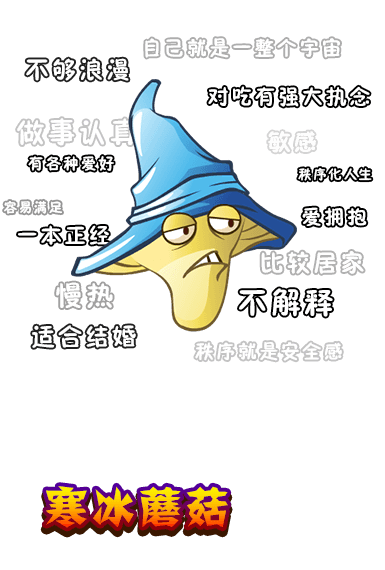 自己就是一整个宇宙
不够浪漫
对吃有强大执念
做事认真
敏感
有各种爱好
秩序化人生
容易满足
爱拥抱
一本正经
比较居家
慢热
不解释
适合结婚
秩序就是安全感
寒冰蘑菇